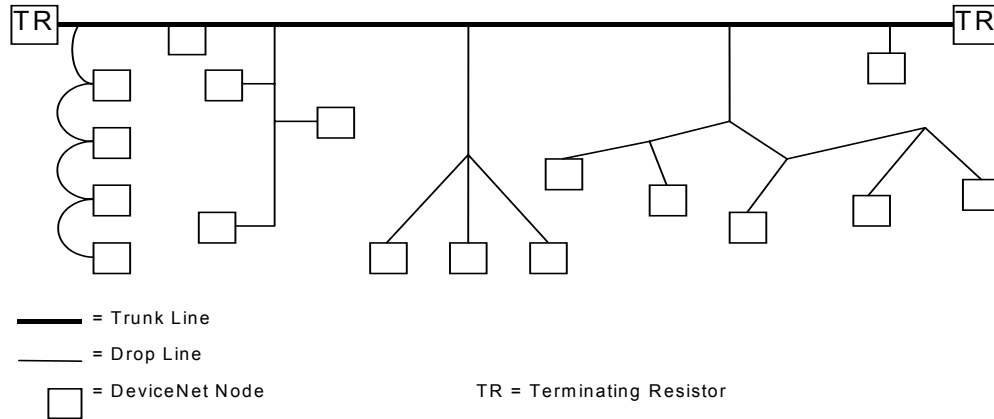 TR TR
= Trunk Line
= Drop Line
= DeviceNet Node TR = Terminating Resistor